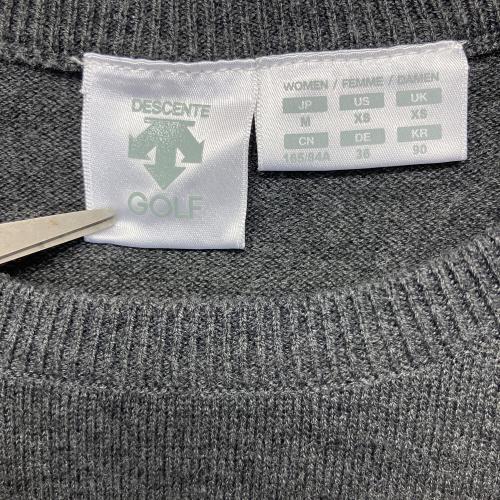 DESCENTE
GOLF
WOMEN / FEMME / DAMEN
JP US UK
M XS XS
CN DE KR
165/84A 36 90